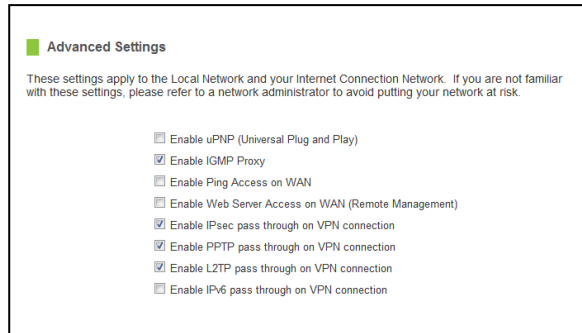 Advanced Settings
These settings apply to the Local Network and your Internet Connection Network. If you are not familiar
with these settings, please refer to a network administrator to avoid putting your network at risk.
Enable uPNP (Universal Plug and Play)
Enable IGMP Proxy
Enable Ping Access on WAN
Enable Web Server Access on WAN (Remote Management)
Enable IPsec pass through on VPN connection
Enable PPTP pass through on VPN connection
Enable L2TP pass through on VPN connection
Enable IPv6 pass through on VPN connection